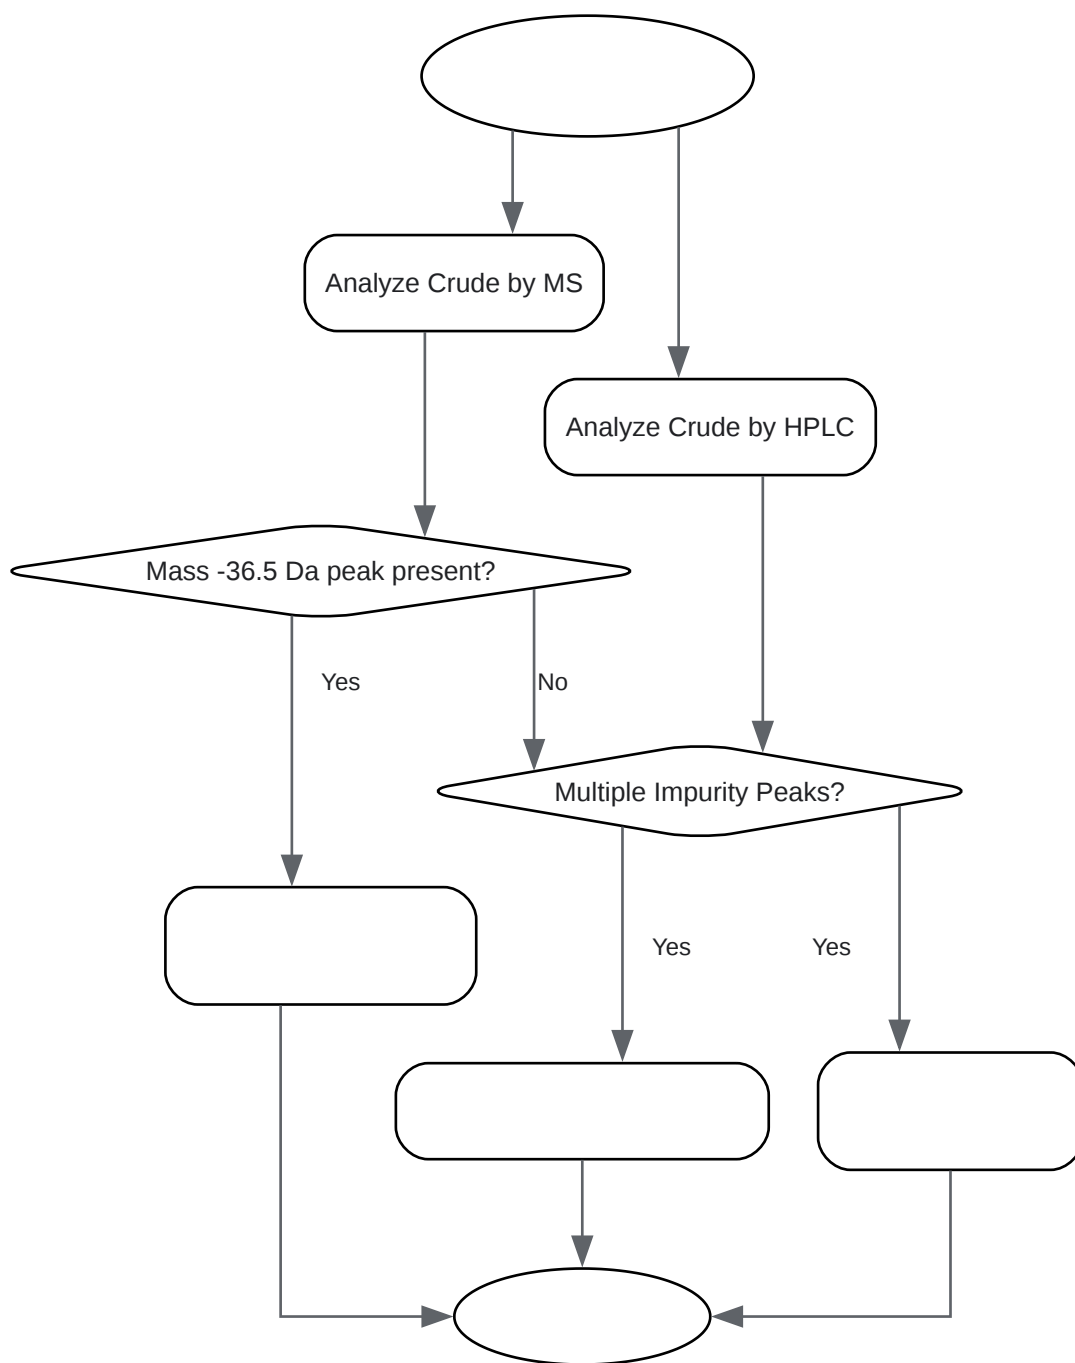 Analyze Crude by MS
Analyze Crude by HPLC
Mass -36.5 Da peak present?
Yes
No
Multiple Impurity Peaks?
Yes
Yes